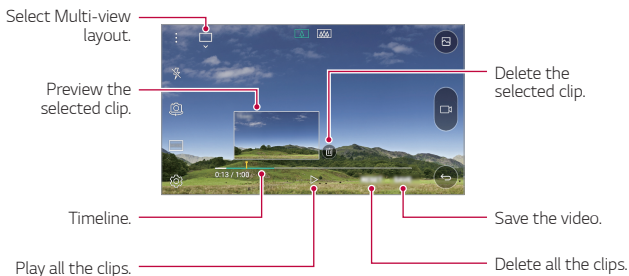 Select Multi-view
layout.
Preview the
selected clip.
Delete the
selected clip.
0:13 / 1:00
Timeline.
Save the video.
Play all the clips.
Delete all the clips.